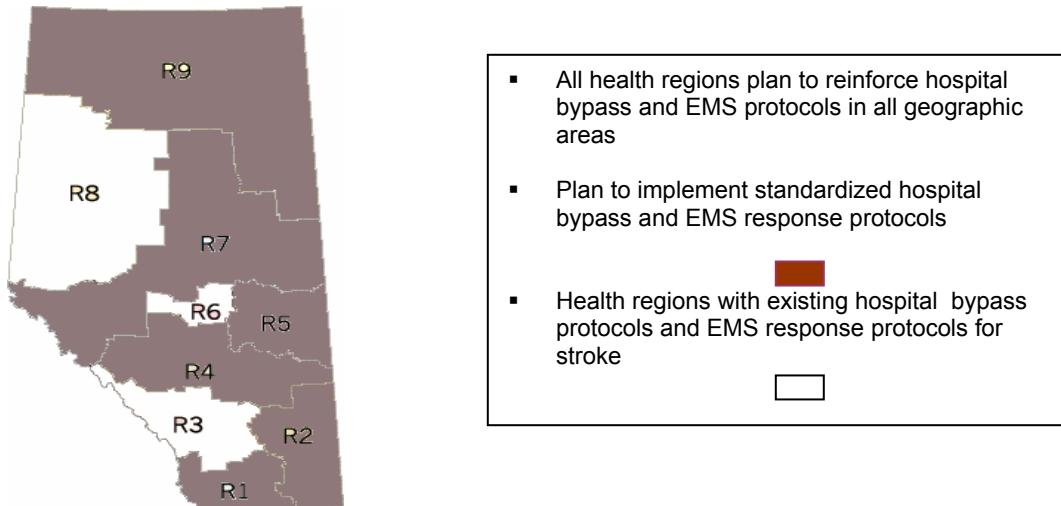 R9
R8
R7
R6
R5
R4
R3
R2
R1
▪ All health regions plan to reinforce hospital
bypass and EMS protocols in all geographic
areas
▪ Plan to implement standardized hospital
bypass and EMS response protocols
▪ Health regions with existing hospital bypass
protocols and EMS response protocols for
stroke